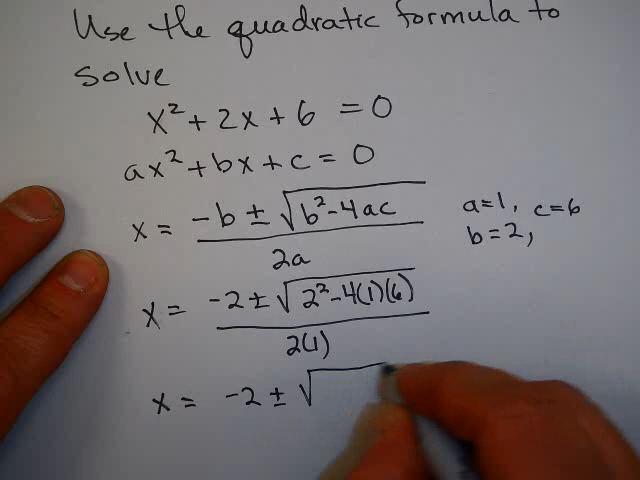 Use the quadratic formula to
solve
x² + 2x + 6 = 0
ax² + bx + c = 0
x = (-b ± √(b² - 4ac)) / 2a
a = 1, c = 6
b = 2,
x = (-2 ± √(2² - 4(1)(6))) / 2(1)
x = -2 ± √